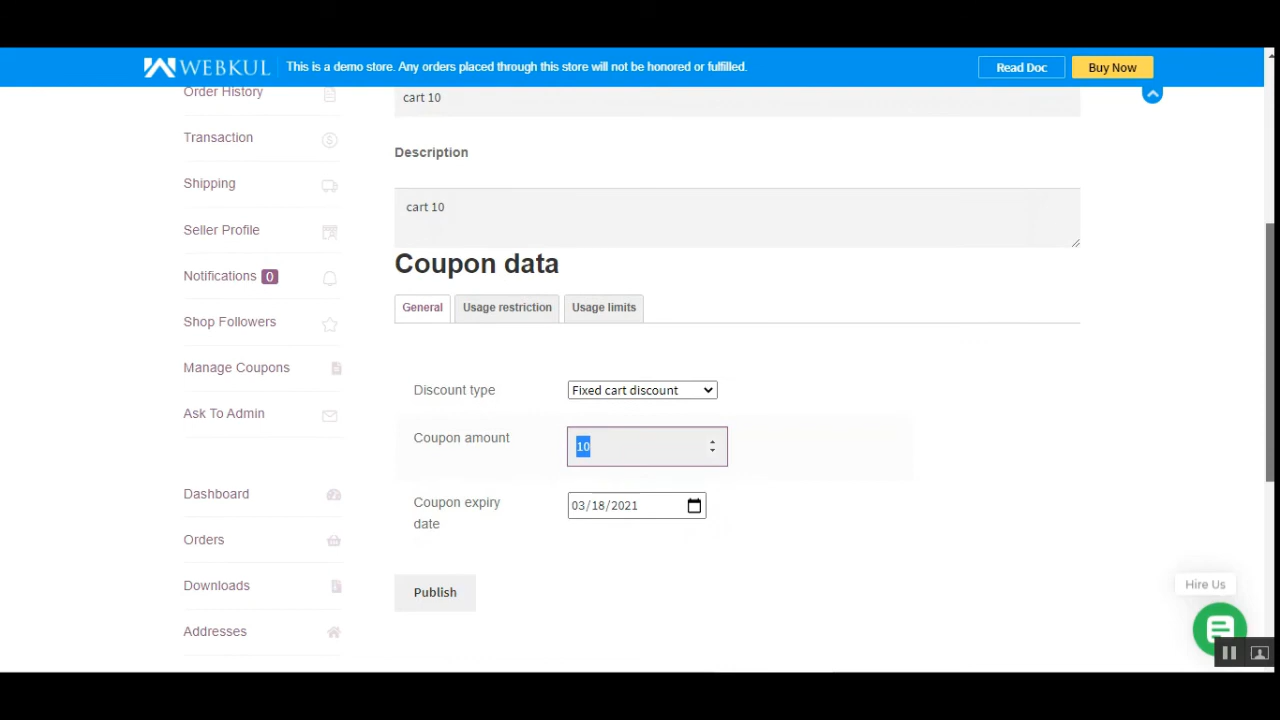 WEBKUL
This is a demo store. Any orders placed through this store will not be honored or fulfilled.
Read Doc
Buy Now
Order History
Transaction
Shipping
Seller Profile
Notifications 0
Shop Followers
Manage Coupons
Ask To Admin
Dashboard
Orders
Downloads
Addresses
cart 10
Description
cart 10
Coupon data
General
Usage restriction
Usage limits
Discount type
Fixed cart discount
Coupon amount
10
Coupon expiry
date
03/18/2021
Publish
Hire Us